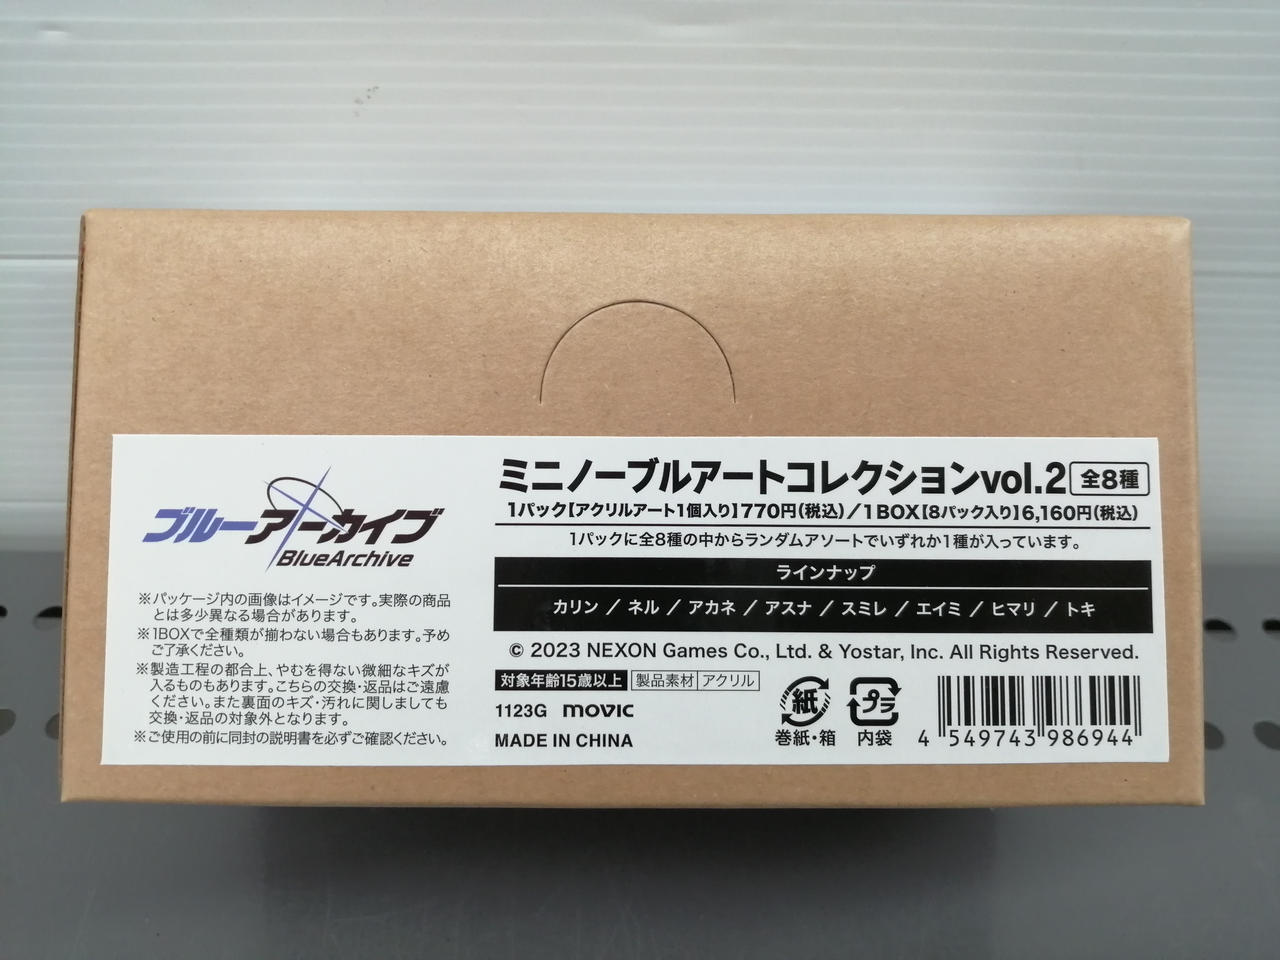 ブルーアーカイブ
BlueArchive
※パッケージ内の画像はイメージです。実際の商品
とは多少異なる場合があります。
※1BOXで全種類が揃わない場合もあります。予め
ご了承ください。
※製造工程の都合上、やむを得ない微細なキズが
入るものもあります。こちらの交換・返品はご遠慮
ください。また裏面のキズ・汚れに関しましても
交換・返品の対象外となります。
※ご使用の前に同封の説明書を必ずご確認ください。
ミニノーブルアートコレクションvol.2 全8種
1パック【アクリルアート1個入り】770円(税込)/1BOX【8パック入り】6,160円(税込)
1パックに全8種の中からランダムアソートでいずれか1種が入っています。
ラインナップ
カリン / ネル / アカネ / アスナ / スミレ / エイミ / ヒマリ / トキ
© 2023 NEXON Games Co., Ltd. & Yostar, Inc. All Rights Reserved.
対象年齢15歳以上 製品素材 アクリル
1123G movic
MADE IN CHINA
紙
巻紙・箱
プラ
内袋
4 549743 986944